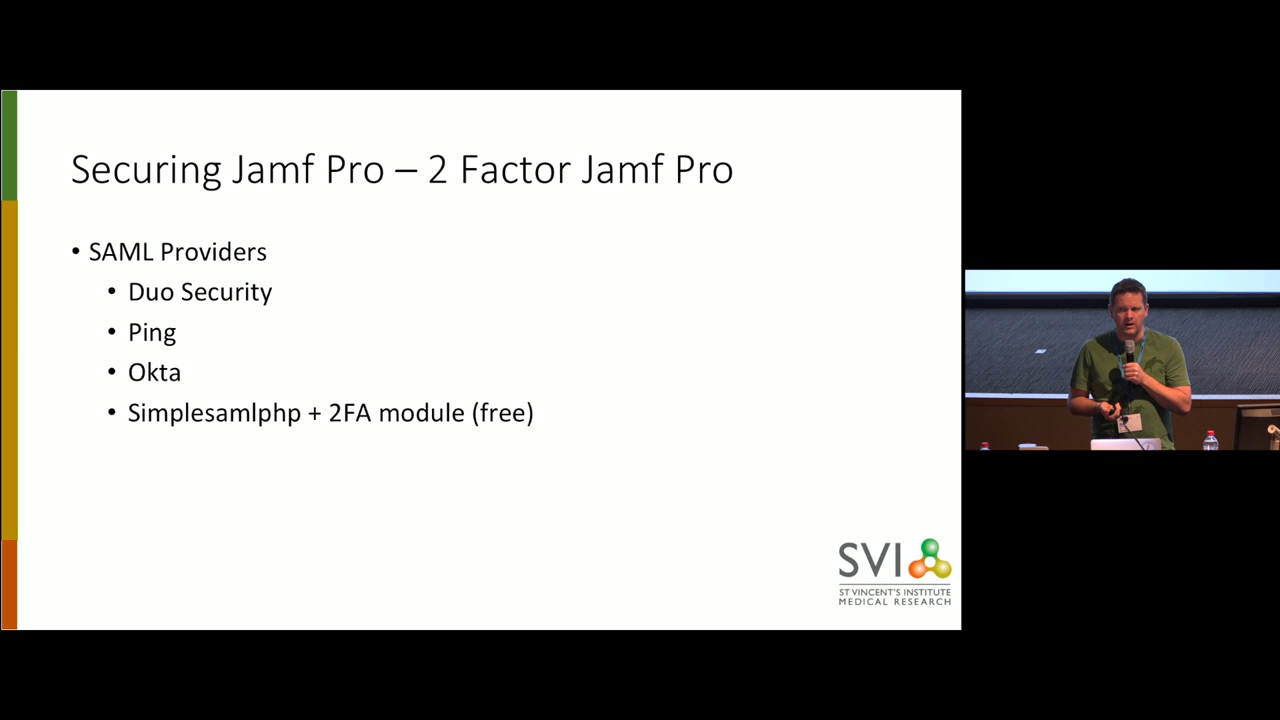 Securing Jamf Pro – 2 Factor Jamf Pro
• SAML Providers
• Duo Security
• Ping
• Okta
• Simplesamlphp + 2FA module (free)
SVI
ST VINCENT'S INSTITUTE
MEDICAL RESEARCH